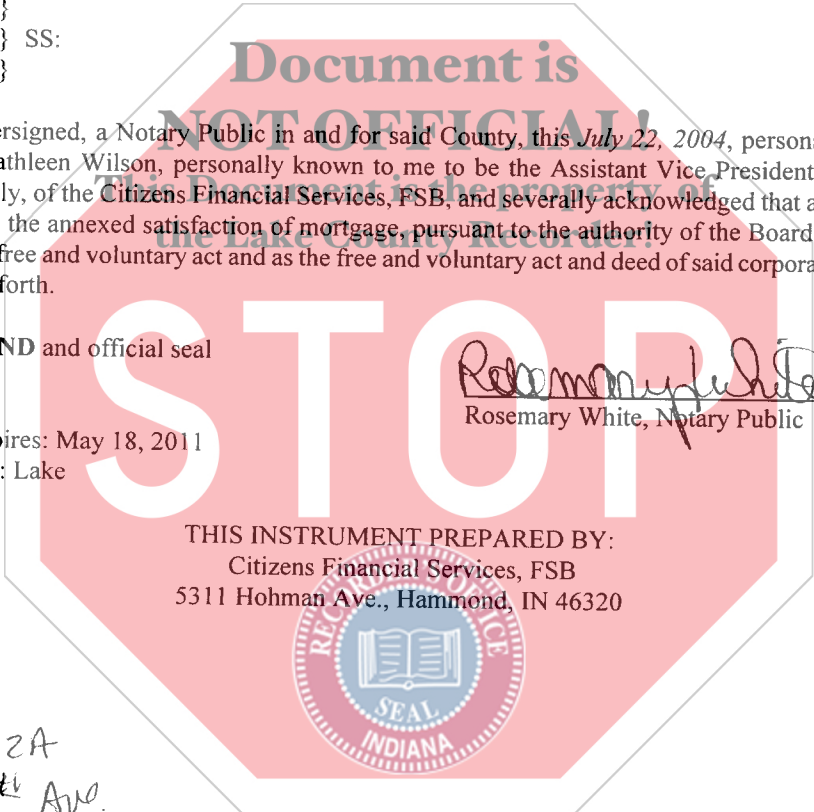 }
} SS:
}
Document is
NOT OFFICIAL!
This Document is the property of
the Lake County Recorder!
ersigned, a Notary Public in and for said County, this July 22, 2004, persona
athleen Wilson, personally known to me to be the Assistant Vice President
ly, of the Citizens Financial Services, FSB, and severally acknowledged that a
the annexed satisfaction of mortgage, pursuant to the authority of the Board
free and voluntary act and as the free and voluntary act and deed of said corpora
forth.
STOP
ND and official seal
Rosemary White
Rosemary White, Notary Public
ires: May 18, 2011
: Lake
THIS INSTRUMENT PREPARED BY:
Citizens Financial Services, FSB
5311 Hohman Ave., Hammond, IN 46320
RECORDER'S OFFICE
SEAL
INDIANA
2A
Ave.